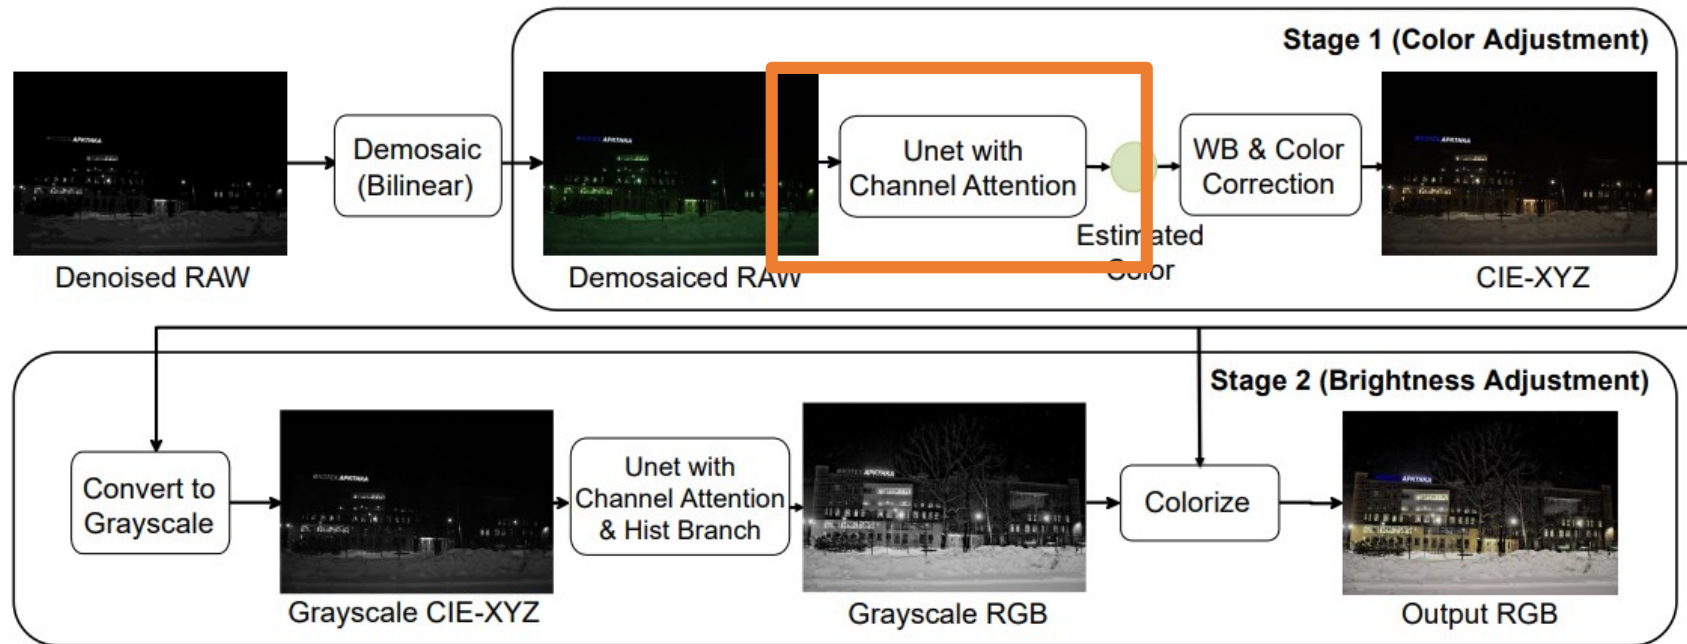 Stage 1 (Color Adjustment)
Demosaic
(Bilinear)
Unet with
Channel Attention
WB & Color
Correction
Estimated
Color
Denoised RAW
Demosaiced RAW
CIE-XYZ
Stage 2 (Brightness Adjustment)
Convert to
Grayscale
Unet with
Channel Attention
& Hist Branch
Colorize
Grayscale CIE-XYZ
Grayscale RGB
Output RGB